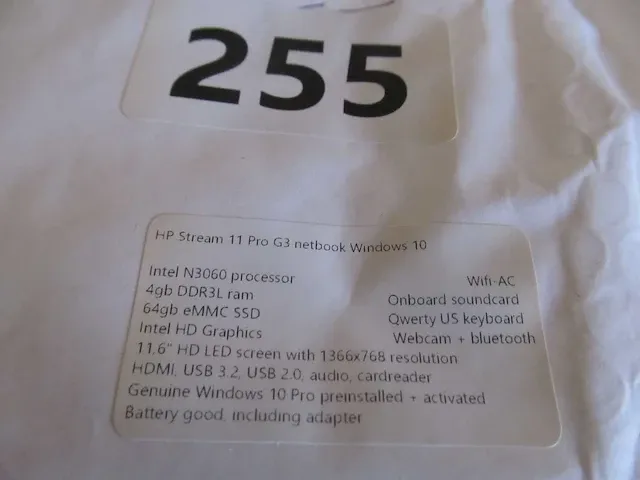 255
HP Stream 11 Pro G3 netbook Windows 10
Intel N3060 processor Wifi-AC
4gb DDR3L ram Onboard soundcard
64gb eMMC SSD Qwerty US keyboard
Intel HD Graphics Webcam + bluetooth
11.6" HD LED screen with 1366x768 resolution
HDMI, USB 3.2, USB 2.0, audio, cardreader
Genuine Windows 10 Pro preinstalled + activated
Battery good, including adapter